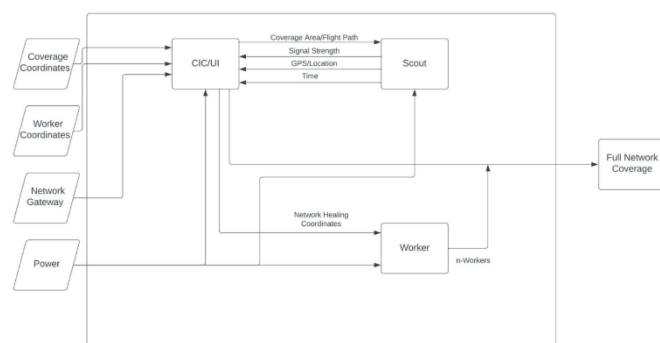 Coverage
Coordinates
Worker
Coordinates
Network
Gateway
Power
CIC/UI
Coverage Area/Flight Path
Signal Strength
GPS/Location
Time
Scout
Network Healing
Coordinates
Worker
n-Workers
Full Network
Coverage